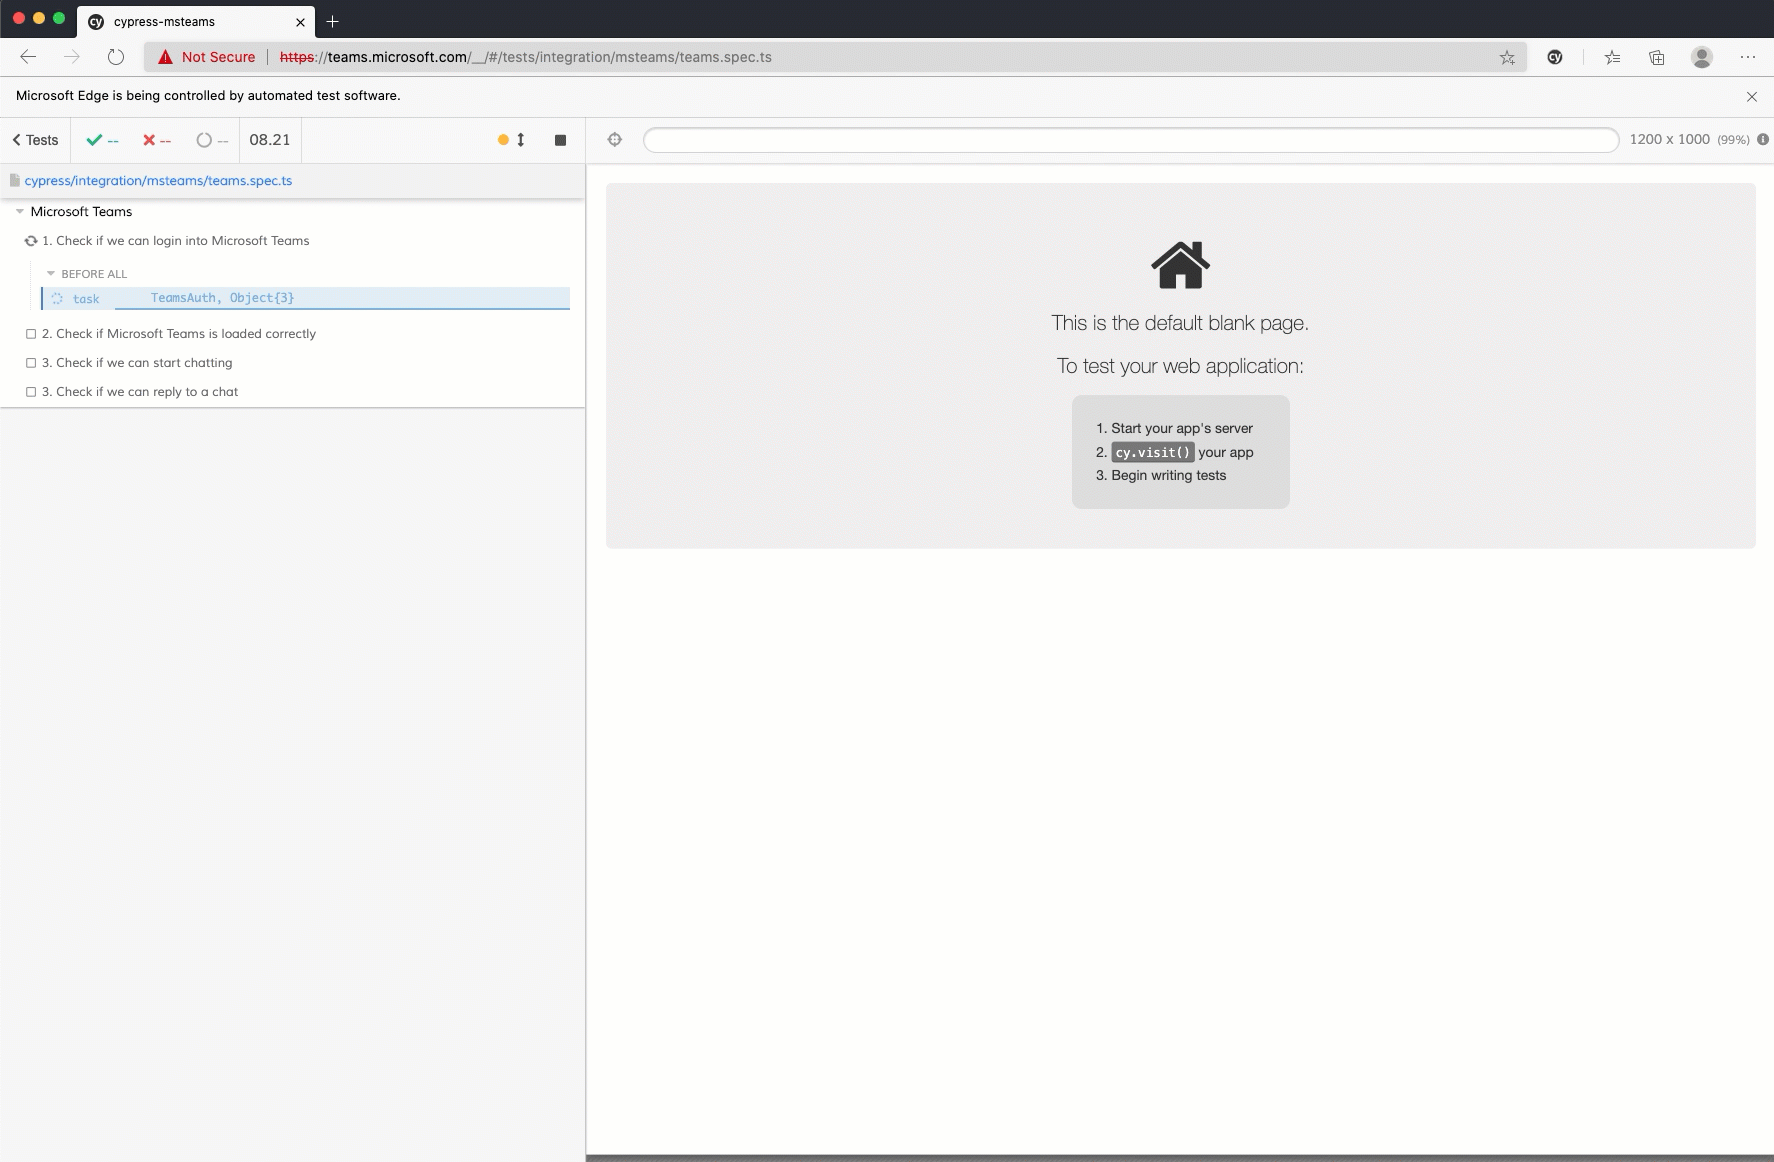 cy cypress-msteams
Not Secure https://teams.microsoft.com/__/#/tests/integration/msteams/teams.spec.ts cy
Microsoft Edge is being controlled by automated test software.
Tests -- -- -- 08.21 1200 x 1000 (99%)
cypress/integration/msteams/teams.spec.ts
Microsoft Teams
1. Check if we can login into Microsoft Teams
BEFORE ALL
task TeamsAuth, Object{3}
2. Check if Microsoft Teams is loaded correctly
3. Check if we can start chatting
3. Check if we can reply to a chat
This is the default blank page.
To test your web application:
1. Start your app's server
2. cy.visit() your app
3. Begin writing tests